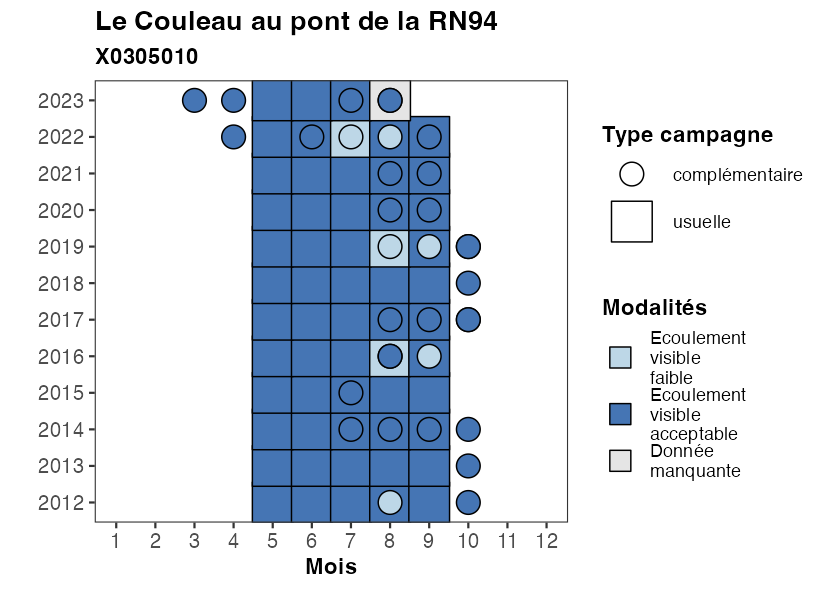 Le Couleau au pont de la RN94
X0305010
2023
2022
2021
2020
2019
2018
2017
2016
2015
2014
2013
2012
1 2 3 4 5 6 7 8 9 10 11 12
Mois
Type campagne
complémentaire
usuelle
Modalités
Ecoulement
visible
faible
Ecoulement
visible
acceptable
Donnée
manquante